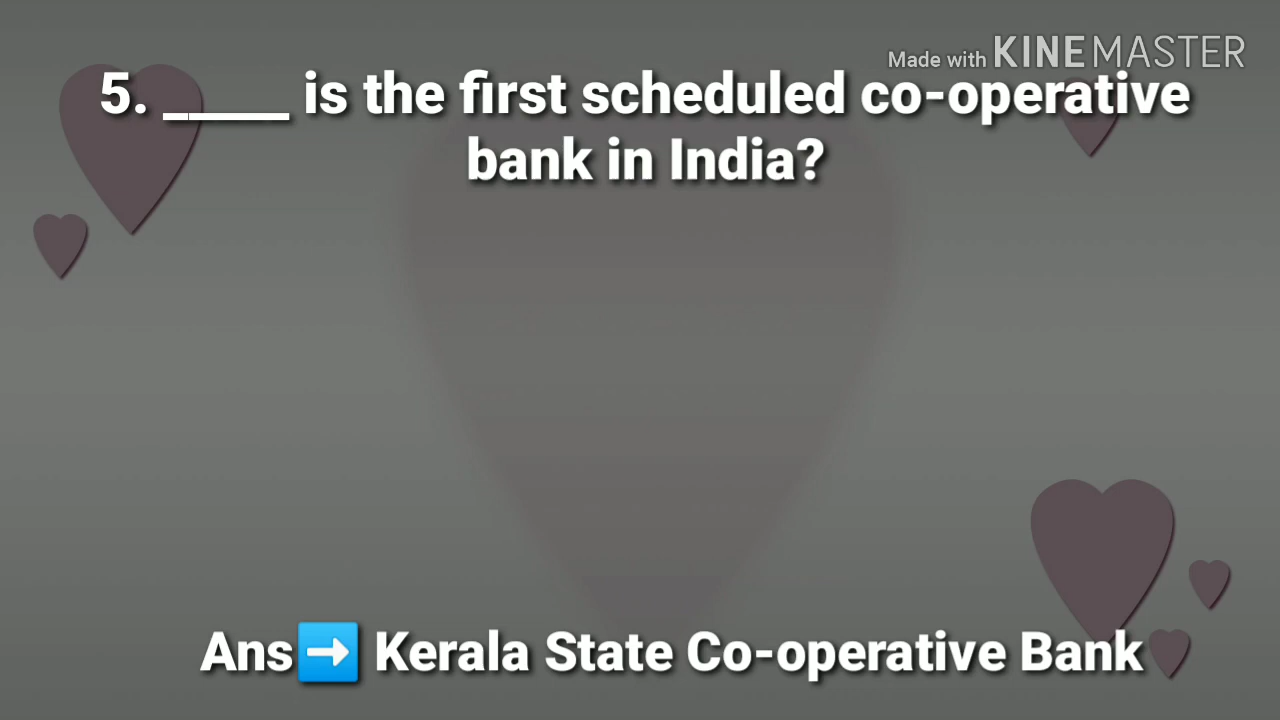 Made with KINEMASTER
5. _____ is the first scheduled co-operative
bank in India?
Ans➡️ Kerala State Co-operative Bank